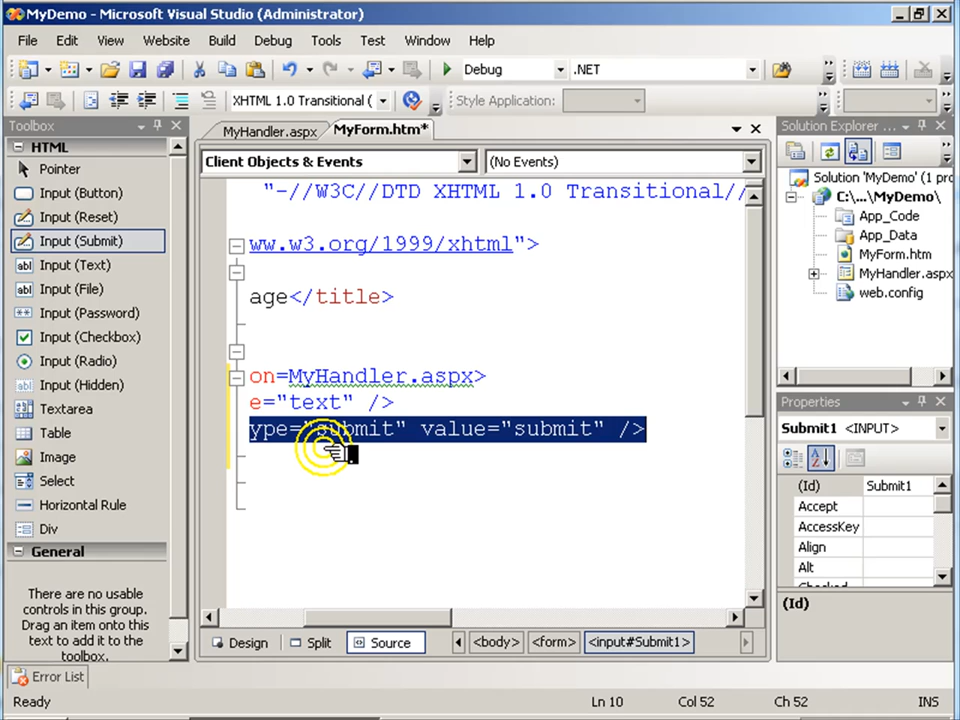 MyDemo - Microsoft Visual Studio (Administrator)
File Edit View Website Build Debug Tools Test Window Help
Debug .NET
XHTML 1.0 Transitional ( Style Application:
Toolbox
HTML
Pointer
Input (Button)
Input (Reset)
Input (Submit)
Input (Text)
Input (File)
Input (Password)
Input (Checkbox)
Input (Radio)
Input (Hidden)
Textarea
Table
Image
Select
Horizontal Rule
Div
General
There are no usable
controls in this group.
Drag an item onto this
text to add it to the
toolbox.
MyHandler.aspx MyForm.htm*
Client Objects & Events (No Events)
"-//W3C//DTD XHTML 1.0 Transitional//
ww.w3.org/1999/xhtml">
age</title>
on=MyHandler.aspx>
e="text" />
ype="submit" value="submit" />
Design Split Source <body> <form> <input#Submit1>
Solution Explorer ...
Solution 'MyDemo' (1 pro
C:\...\MyDemo\
App_Code
App_Data
MyForm.htm
MyHandler.aspx
web.config
Properties
Submit1 <INPUT>
(Id) Submit1
Accept
AccessKey
Align
Alt
Checked
(Id)
Error List
Ready Ln 10 Col 52 Ch 52 INS